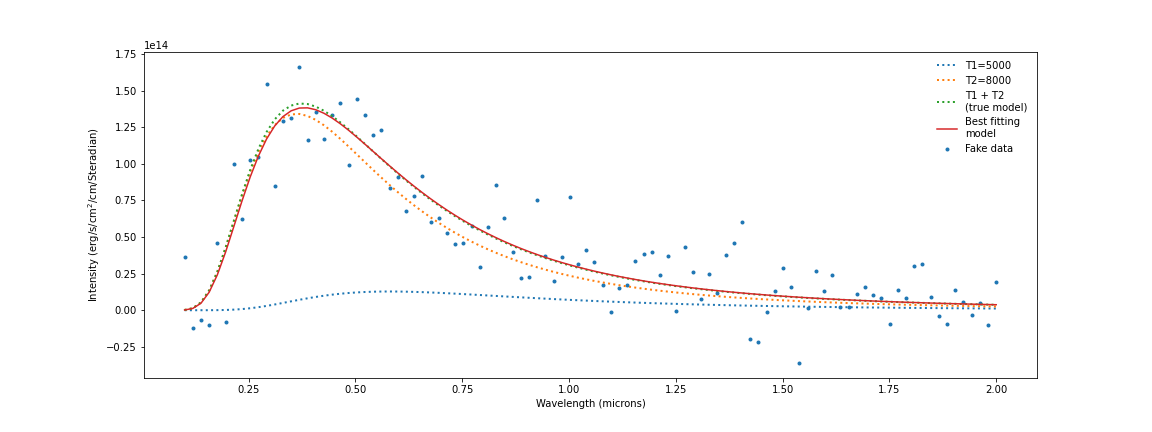 1e14
1.75
1.50
1.25
1.00
0.75
0.50
0.25
0.00
−0.25
Intensity (erg/s/cm²/cm/Steradian)
0.25
0.50
0.75
1.00
1.25
1.50
1.75
2.00
Wavelength (microns)
T1=5000
T2=8000
T1 + T2
(true model)
Best fitting
model
Fake data